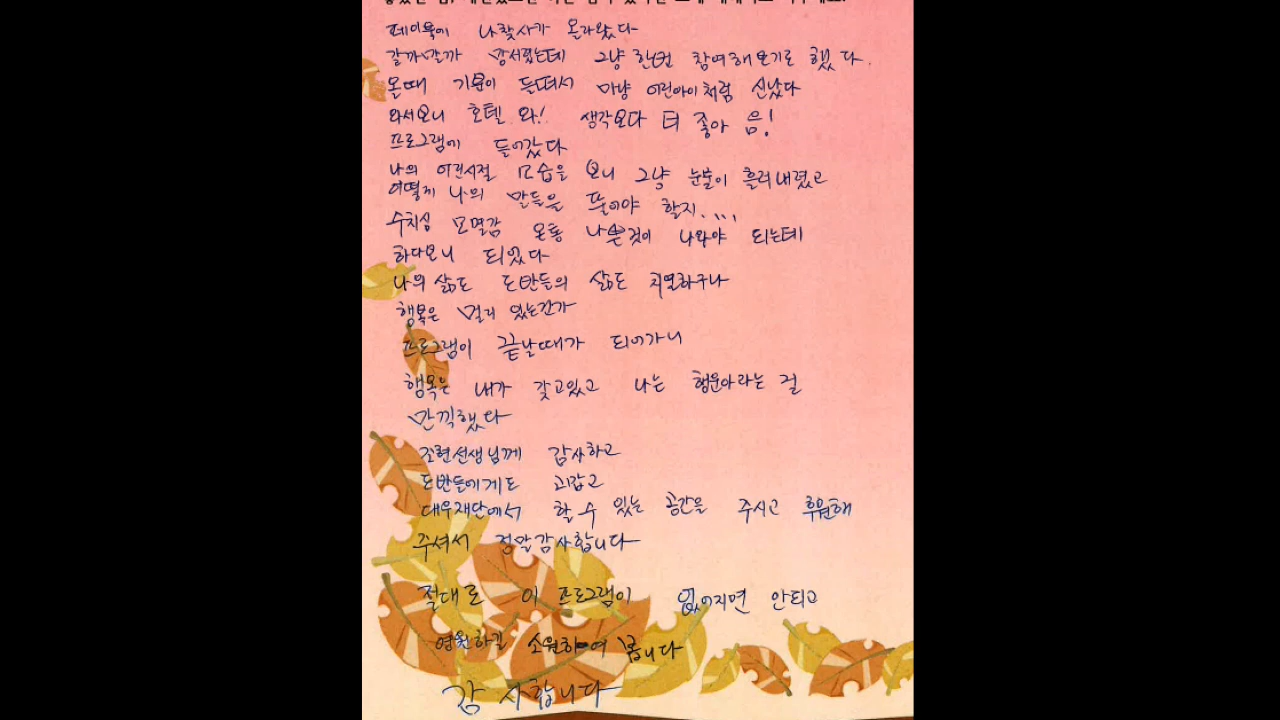 페이북에 나찾사가 올라왔다
갈까 말까 망서렸는데 그냥 한번 참여해 보기로 했다.
올때 기분이 들떠서 마냥 어린아이처럼 신났다
와서보니 호텔 와! 생각보다 더 좋아 음!
프로그램에 들어갔다
나의 어린시절 모습을 보니 그냥 눈물이 흘러내렸고
어떻게 나의 말들을 뚫어야 할지....
수치심 모멸감 온통 나쁜것이 나와야 되는데
하다보니 되었다
나의 삶도 도반들의 삶도 치열하구나
행복은 멀리 있는건가
프로그램이 끝날때가 되어가니
행복은 내가 갖고있고 나는 행운아라는 걸
만끽했다
조현선생님께 감사하고
도반들에게도 고맙고
대우재단에서 할 수 있는 공간을 주시고 후원해
주셔서 정말감사합니다
절대로 이 프로그램이 없어지면 안되고
영원하길 소원하여 봅니다
감사합니다